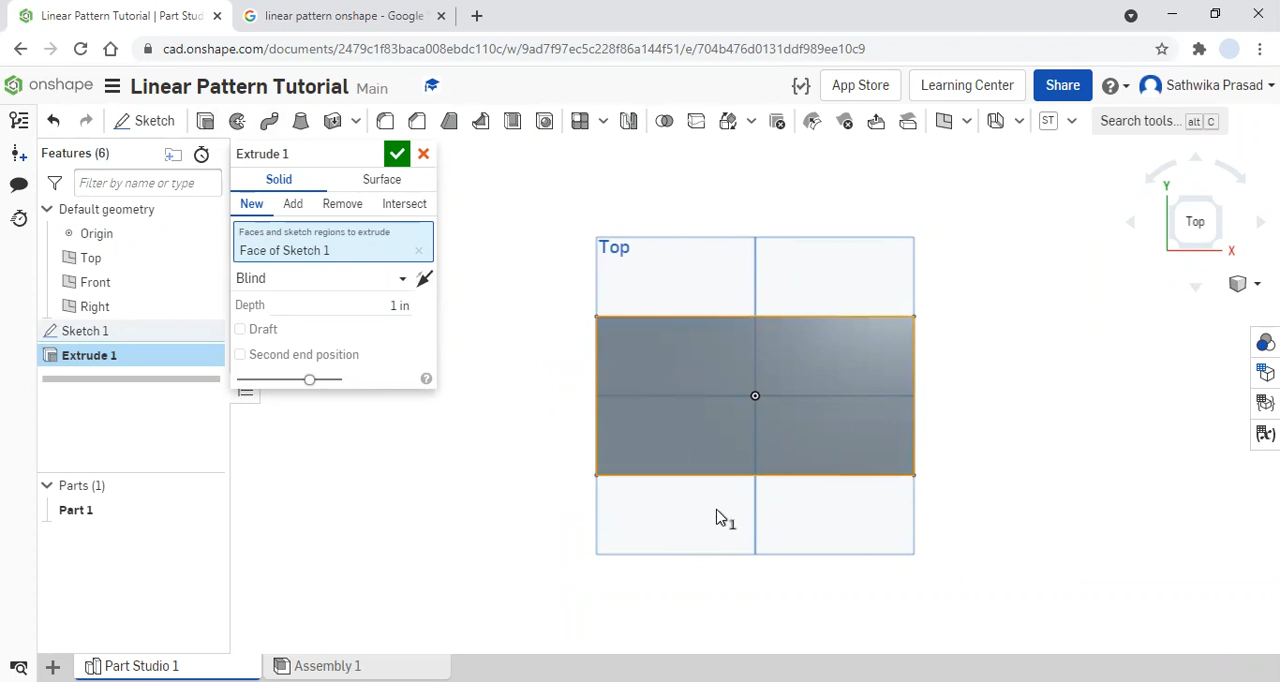 Linear Pattern Tutorial | Part Stud
linear pattern onshape - Google
cad.onshape.com/documents/2479c1f83baca008ebdc110c/w/9ad7f97ec5c228f86a144f51/e/704b476d0131ddf989ee10c9
onshape
Linear Pattern Tutorial Main
App Store
Learning Center
Share
Sathwika Prasad
Sketch
ST
Search tools... alt C
Features (6)
Filter by name or type
Default geometry
Origin
Top
Front
Right
Sketch 1
Extrude 1
Parts (1)
Part 1
Extrude 1
Solid
Surface
New
Add
Remove
Intersect
Faces and sketch regions to extrude
Face of Sketch 1
Blind
Depth 1 in
Draft
Second end position
Top
1
Y
Top
X
Part Studio 1
Assembly 1